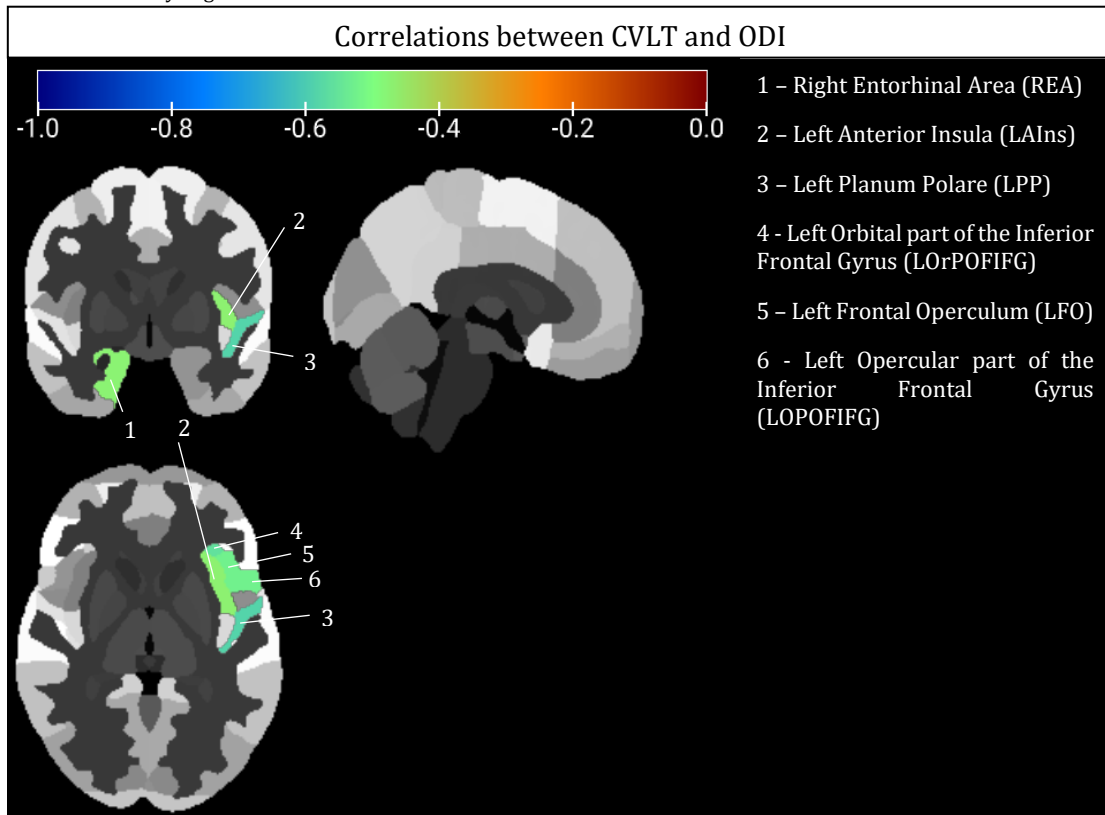 Correlations between CVLT and ODI
-1.0 -0.8 -0.6 -0.4 -0.2 0.0
1 – Right Entorhinal Area (REA)
2 – Left Anterior Insula (LAIns)
3 – Left Planum Polare (LPP)
4 - Left Orbital part of the Inferior
Frontal Gyrus (LOrPOFIFG)
5 – Left Frontal Operculum (LFO)
6 - Left Opercular part of the
Inferior Frontal Gyrus
(LOPOFIFG)
2
3
1 2
4
5
6
3